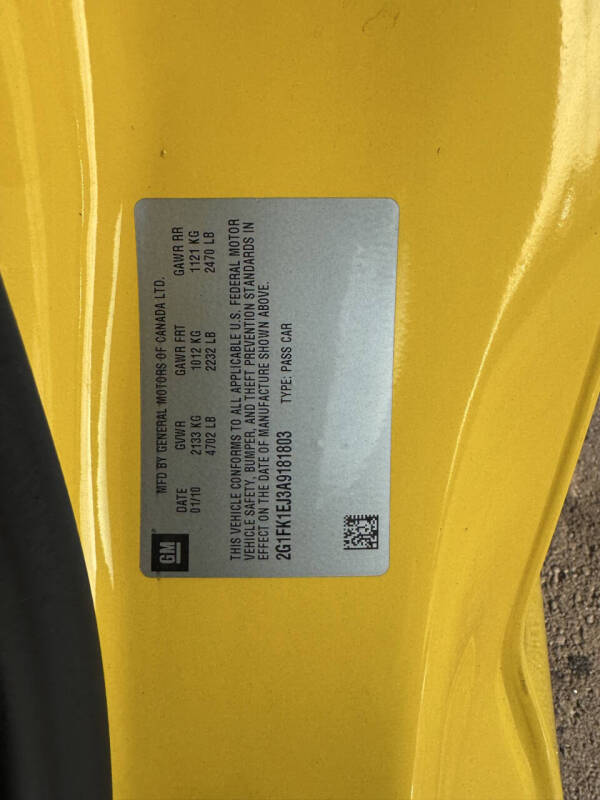 GM
MFD BY GENERAL MOTORS OF CANADA LTD.
DATE GVWR GAWR FRT GAWR RR
01/10 2133 KG 1012 KG 1121 KG
4702 LB 2232 LB 2470 LB
THIS VEHICLE CONFORMS TO ALL APPLICABLE U.S. FEDERAL MOTOR
VEHICLE SAFETY, BUMPER, AND THEFT PREVENTION STANDARDS IN
EFFECT ON THE DATE OF MANUFACTURE SHOWN ABOVE.
2G1FK1EJ3A9181803 TYPE: PASS CAR